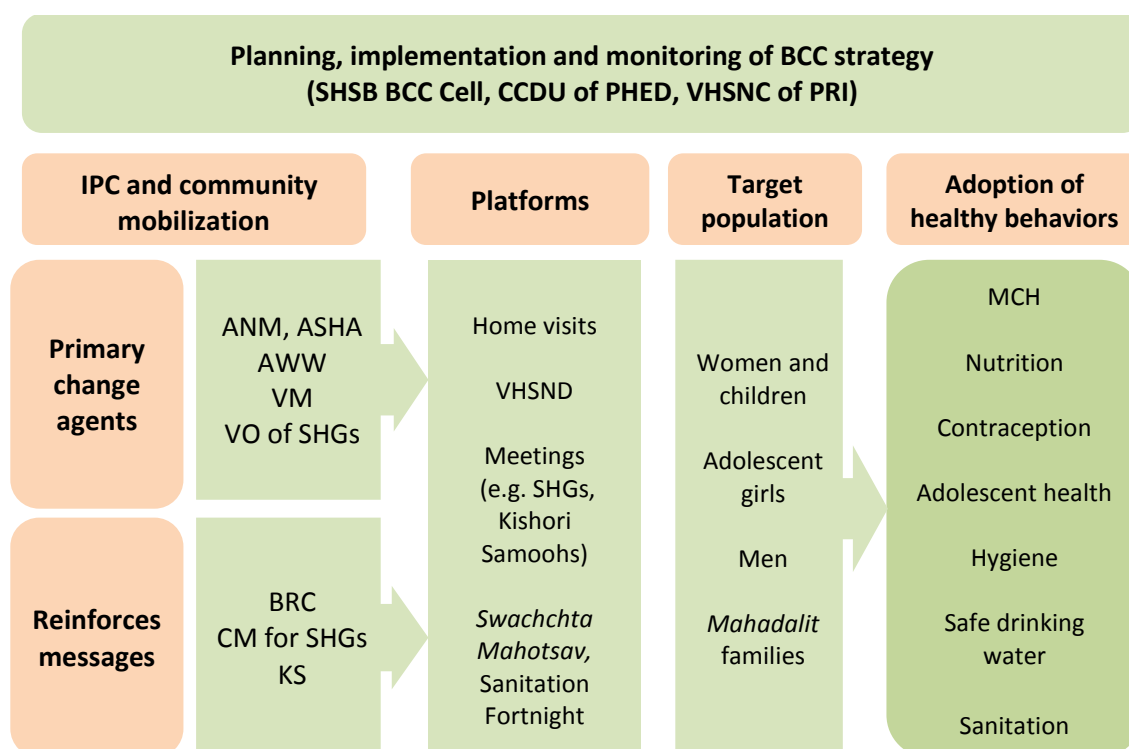 Planning, implementation and monitoring of BCC strategy
(SHSB BCC Cell, CCDU of PHED, VHSNC of PRI)
IPC and community
mobilization
Platforms
Target
population
Adoption of
healthy behaviors
Primary
change
agents
ANM, ASHA
AWW
VM
VO of SHGs
Reinforces
messages
BRC
CM for SHGs
KS
Home visits
VHSND
Meetings
(e.g. SHGs,
Kishori
Samoohs)
Swachchta
Mahotsav,
Sanitation
Fortnight
Women and
children
Adolescent
girls
Men
Mahadalit
families
MCH
Nutrition
Contraception
Adolescent health
Hygiene
Safe drinking
water
Sanitation